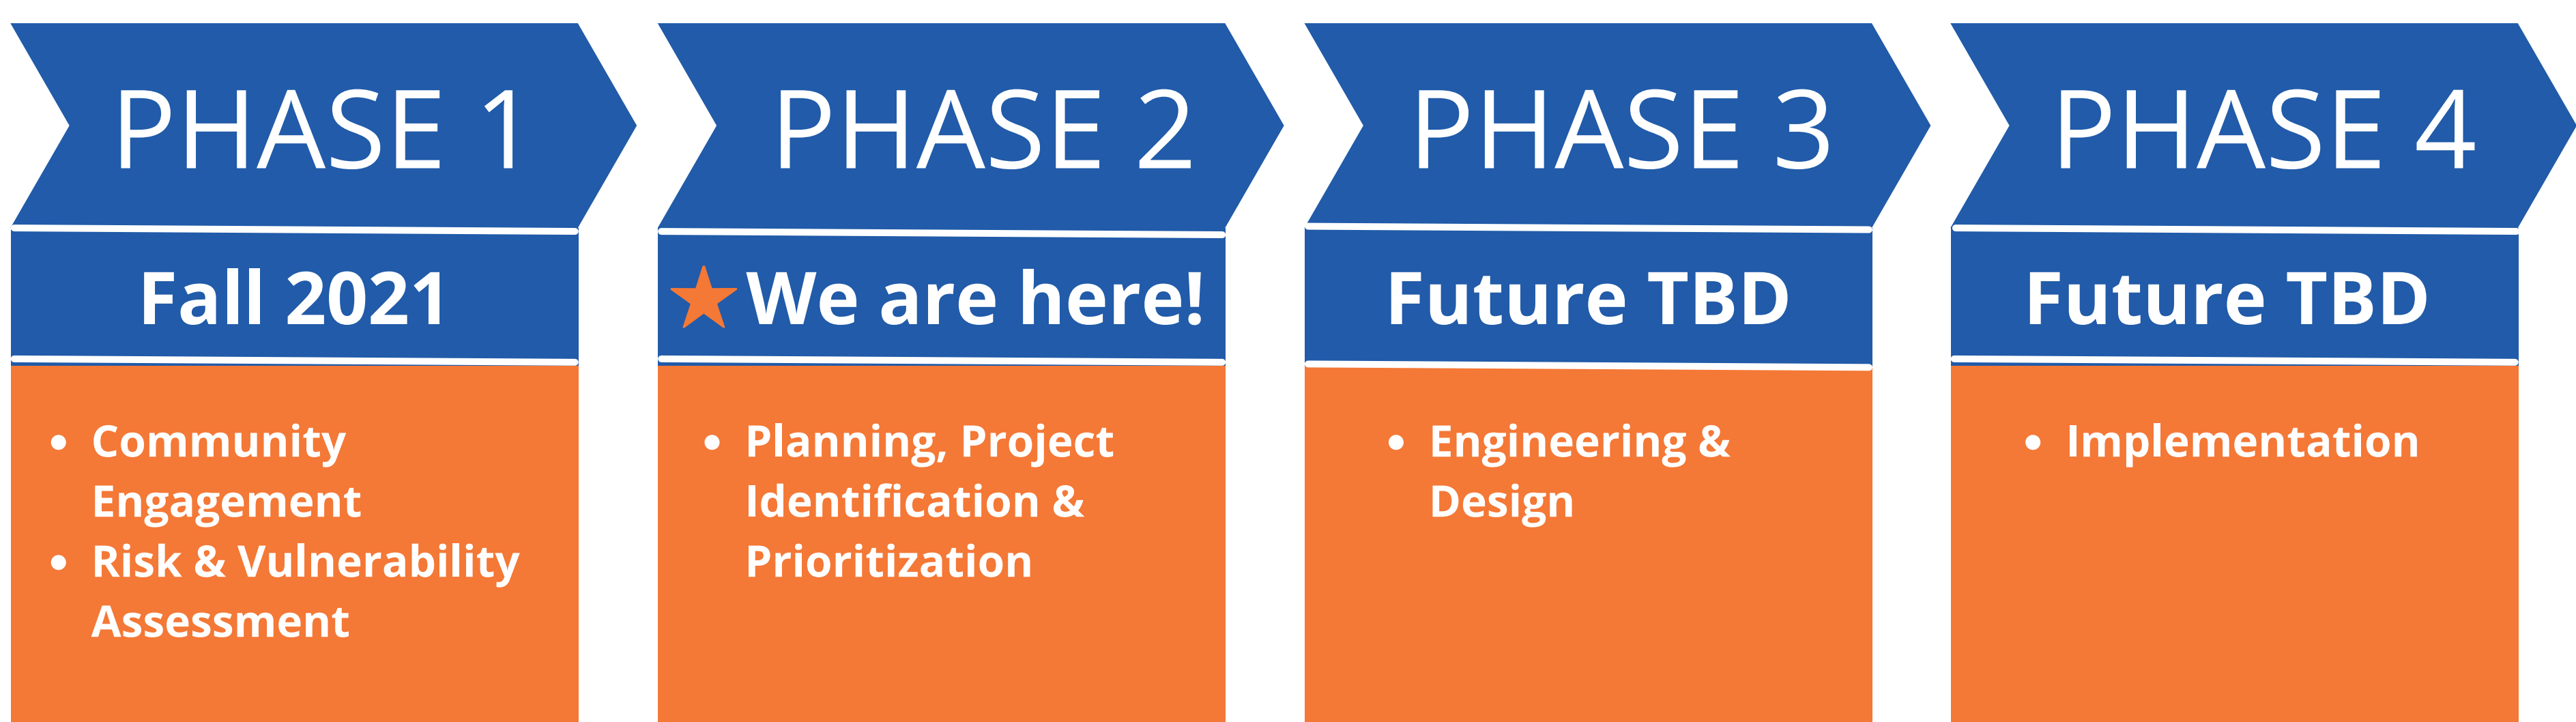 PHASE 1
Fall 2021
• Community
Engagement
• Risk & Vulnerability
Assessment
PHASE 2
We are here!
• Planning, Project
Identification &
Prioritization
PHASE 3
Future TBD
• Engineering &
Design
PHASE 4
Future TBD
• Implementation